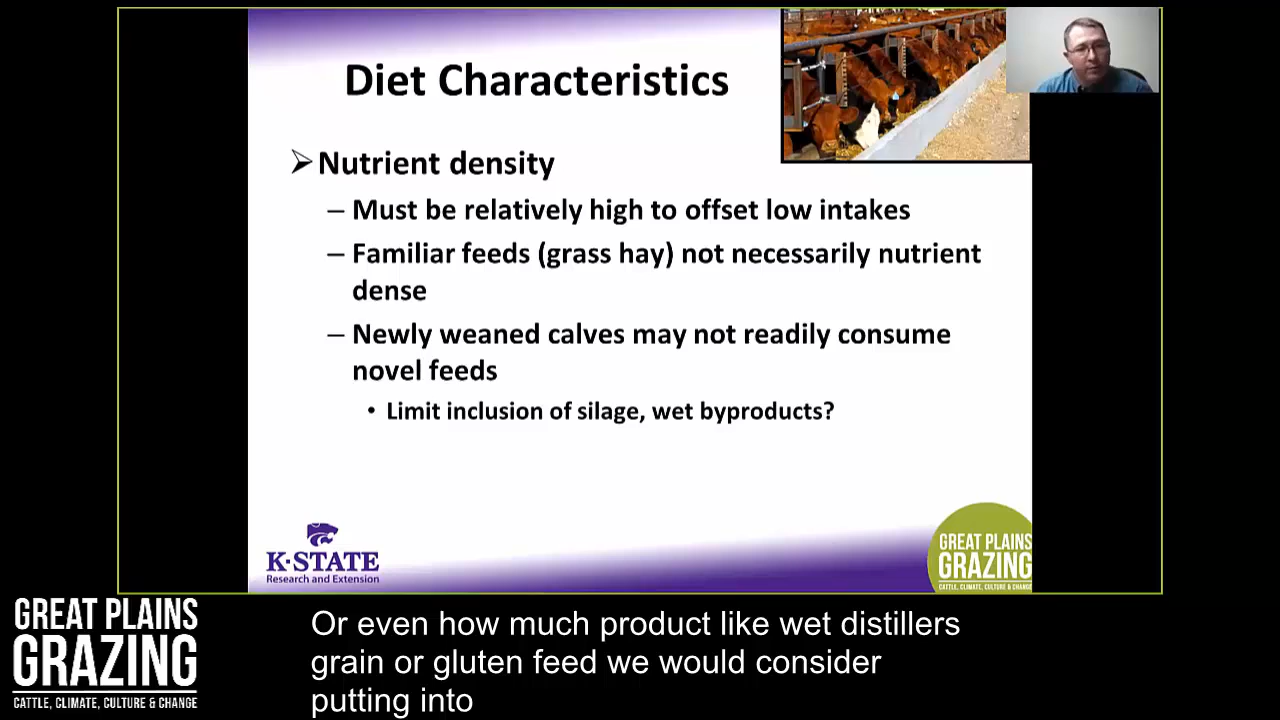 Diet Characteristics
➢Nutrient density
– Must be relatively high to offset low intakes
– Familiar feeds (grass hay) not necessarily nutrient
dense
– Newly weaned calves may not readily consume
novel feeds
• Limit inclusion of silage, wet byproducts?
K-STATE
Research and Extension
GREAT PLAINS
GRAZING
CATTLE, CLIMATE, CULTURE & CHANGE
GREAT PLAINS
GRAZING
CATTLE, CLIMATE, CULTURE & CHANGE
Or even how much product like wet distillers
grain or gluten feed we would consider
putting into